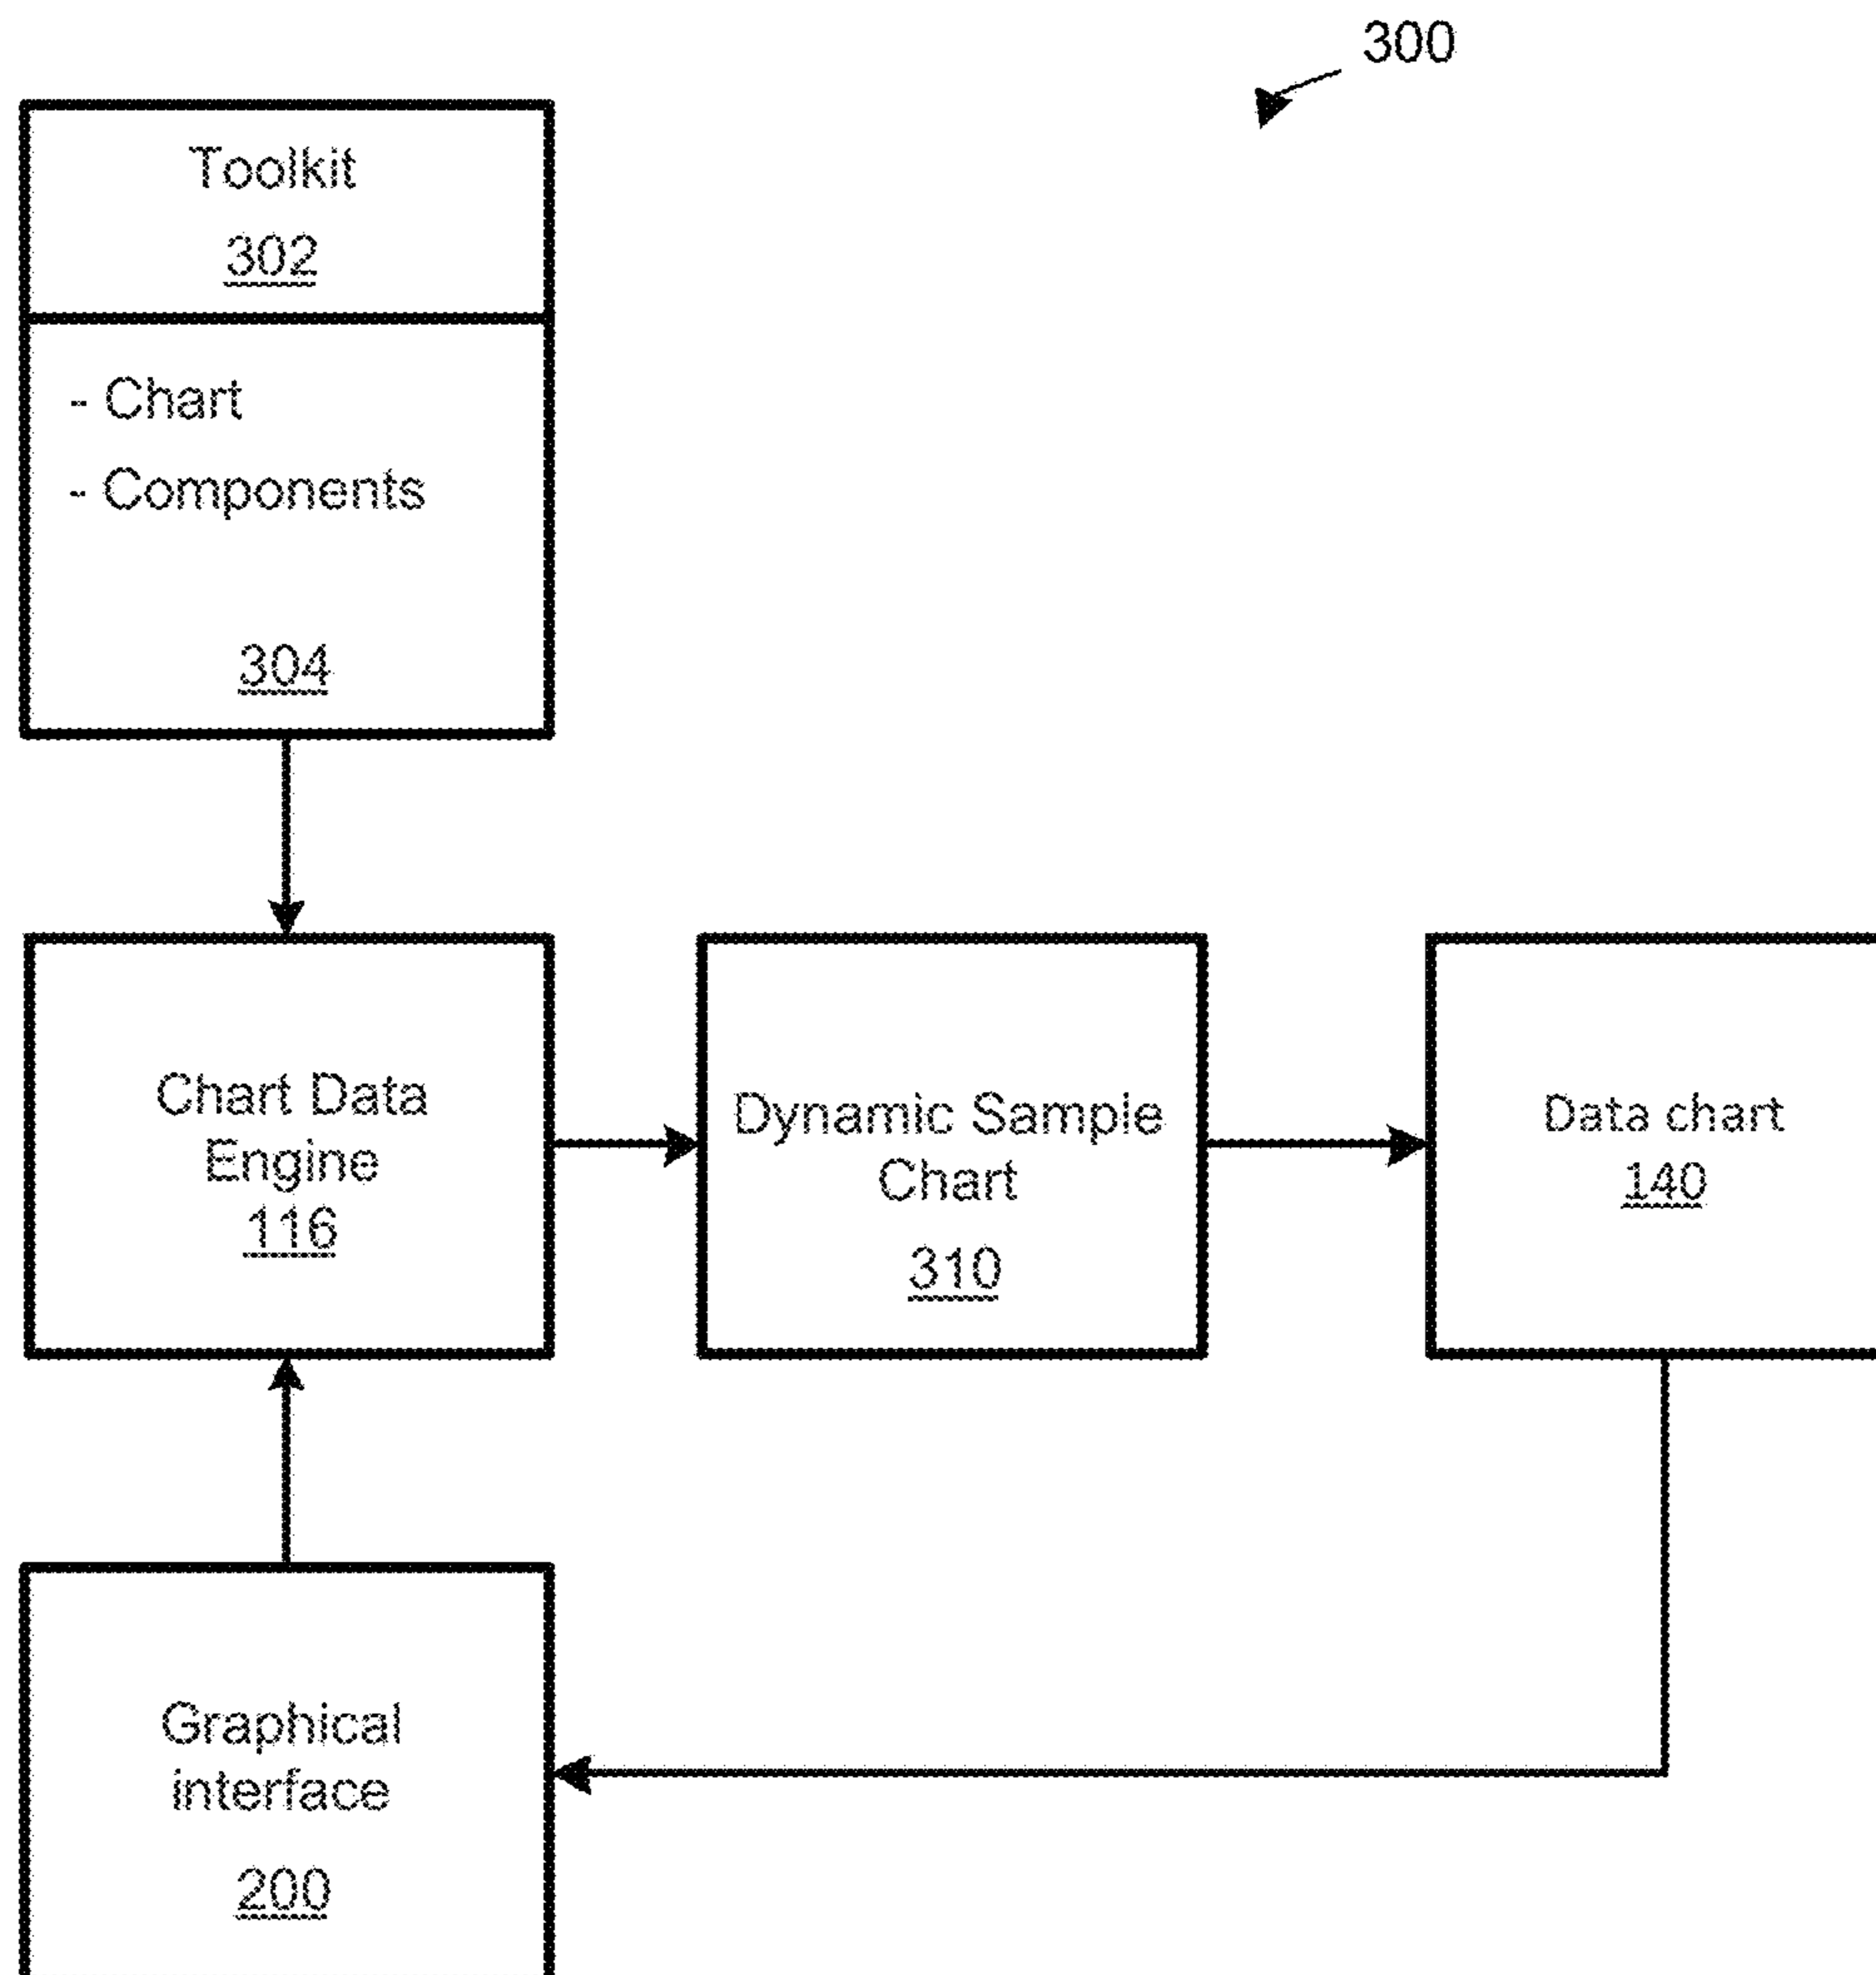 300
Toolkit
302
- Chart
- Components
304
Chart Data
Engine
116
Dynamic Sample
Chart
310
Data chart
140
Graphical
interface
200